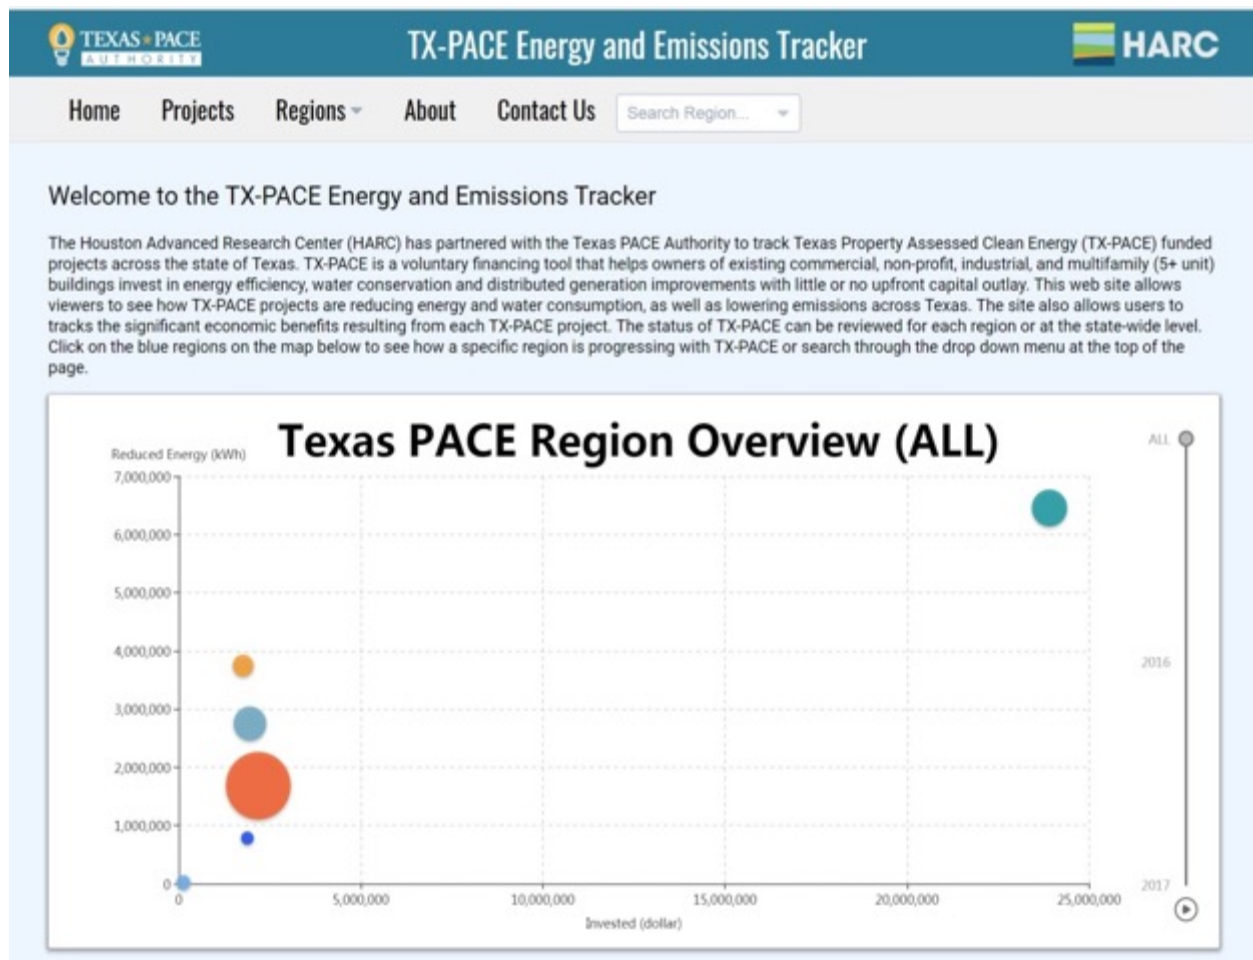 TEXAS★PACE
AUTHORITY
TX-PACE Energy and Emissions Tracker
HARC
Home Projects Regions About Contact Us Search Region...
Welcome to the TX-PACE Energy and Emissions Tracker
The Houston Advanced Research Center (HARC) has partnered with the Texas PACE Authority to track Texas Property Assessed Clean Energy (TX-PACE) funded
projects across the state of Texas. TX-PACE is a voluntary financing tool that helps owners of existing commercial, non-profit, industrial, and multifamily (5+ unit)
buildings invest in energy efficiency, water conservation and distributed generation improvements with little or no upfront capital outlay. This web site allows
viewers to see how TX-PACE projects are reducing energy and water consumption, as well as lowering emissions across Texas. The site also allows users to
tracks the significant economic benefits resulting from each TX-PACE project. The status of TX-PACE can be reviewed for each region or at the state-wide level.
Click on the blue regions on the map below to see how a specific region is progressing with TX-PACE or search through the drop down menu at the top of the
page.
Texas PACE Region Overview (ALL)
Reduced Energy (kWh)
ALL
7,000,000
6,000,000
5,000,000
4,000,000
2016
3,000,000
2,000,000
1,000,000
0
2017
0 5,000,000 10,000,000 15,000,000 20,000,000 25,000,000
Invested (dollar)